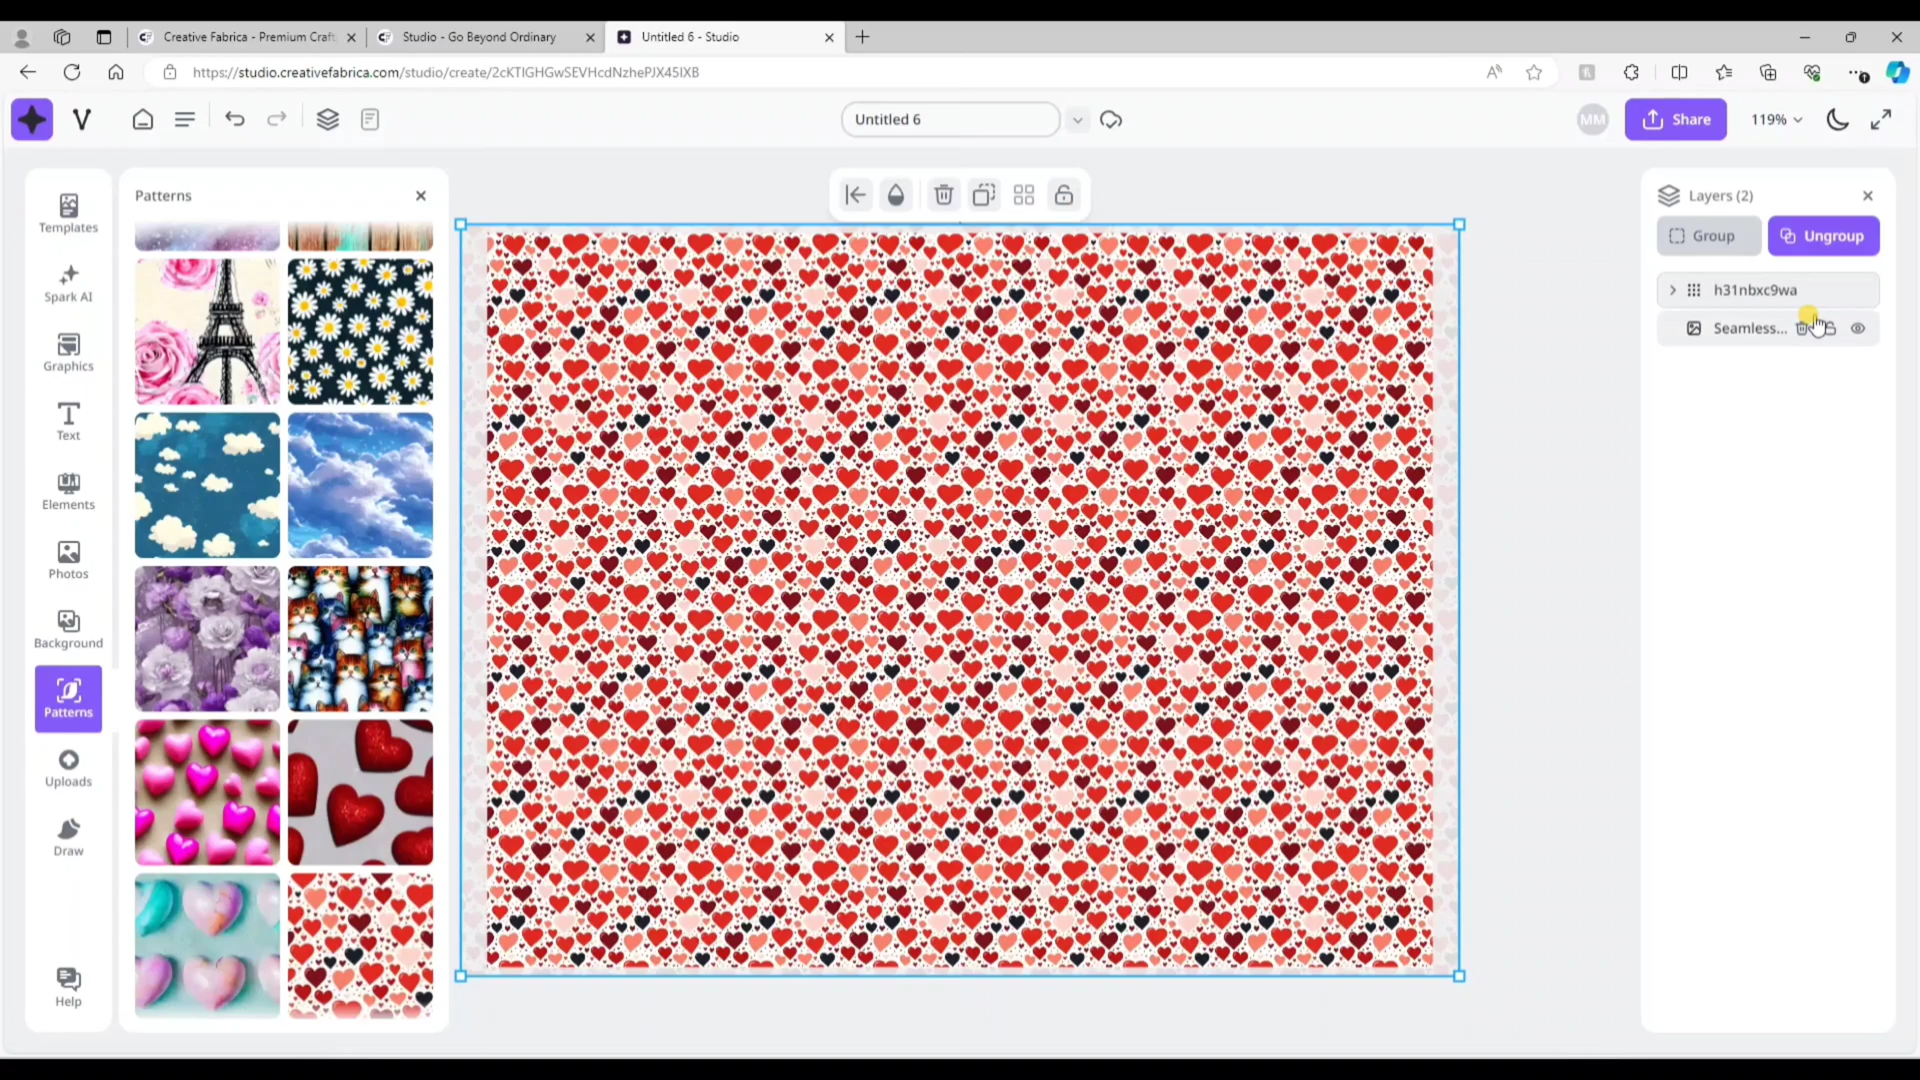 Creative Fabrica - Premium Craft
Studio - Go Beyond Ordinary
Untitled 6 - Studio
https://studio.creativefabrica.com/studio/create/2cKTIGHGwSEVHcdNzhePJX45IXB
Untitled 6
MM
Share
119%
Templates
Spark AI
Graphics
Text
Elements
Photos
Background
Patterns
Uploads
Draw
Help
Patterns
Layers (2)
Group
Ungroup
h31nbxc9wa
Seamless...